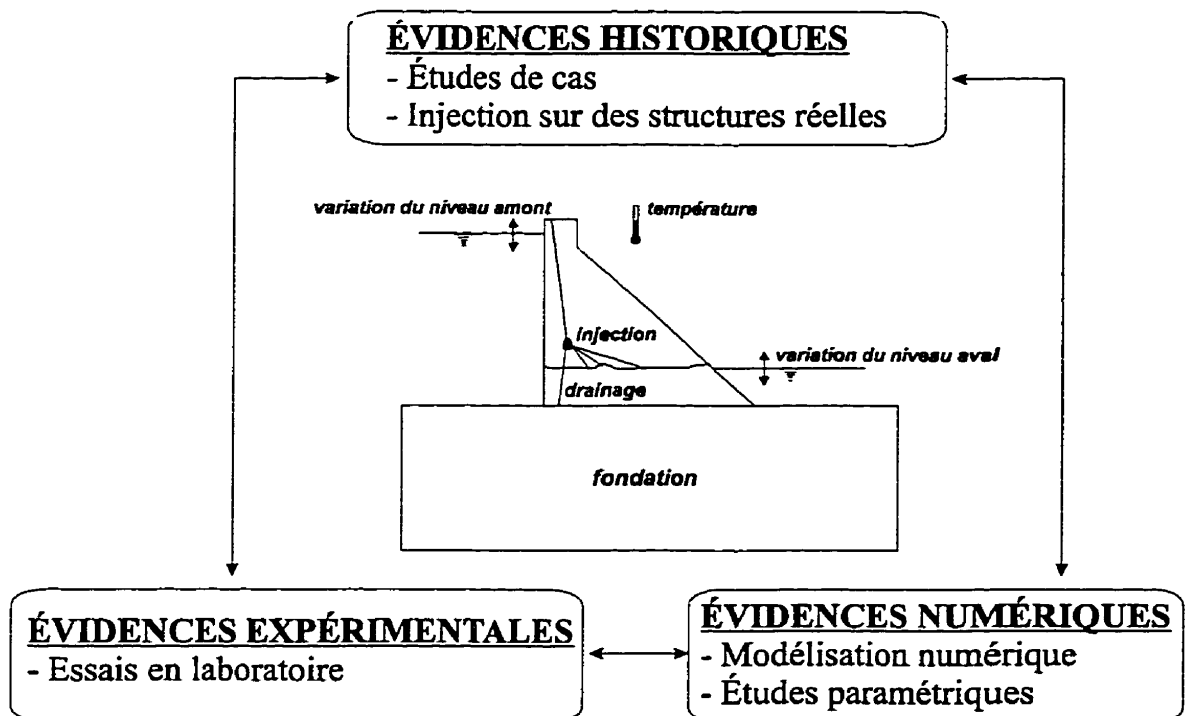 ÉVIDENCES HISTORIQUES
- Études de cas
- Injection sur des structures réelles
variation du niveau amont
température
injection
variation du niveau aval
drainage
fondation
ÉVIDENCES EXPÉRIMENTALES
- Essais en laboratoire
ÉVIDENCES NUMÉRIQUES
- Modélisation numérique
- Études paramétriques